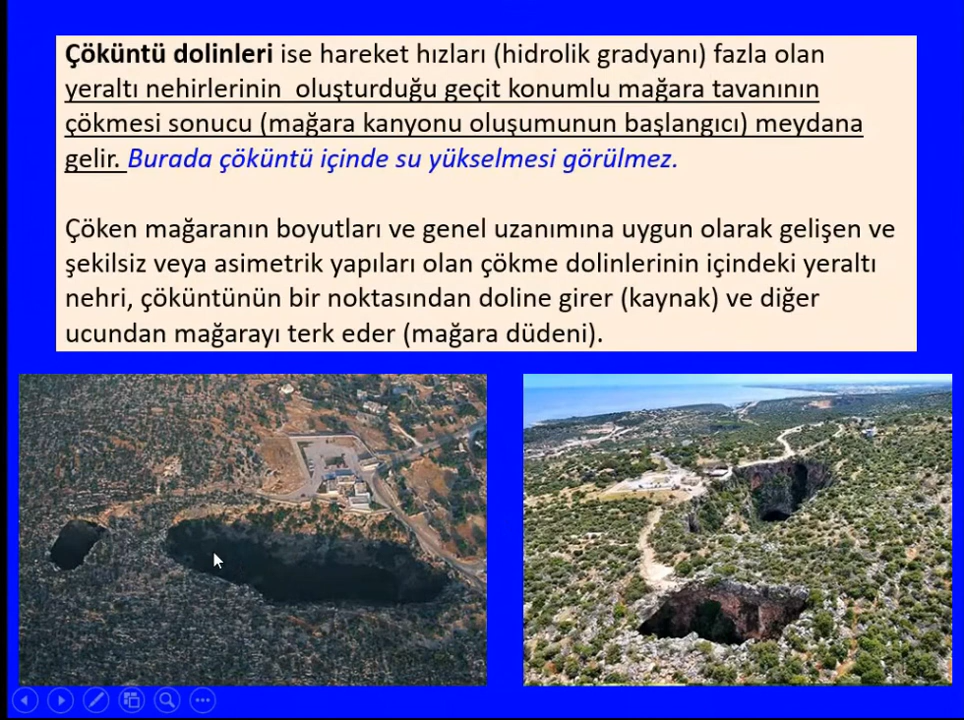 Çöküntü dolinleri ise hareket hızları (hidrolik gradyanı) fazla olan
yeraltı nehirlerinin oluşturduğu geçit konumlu mağara tavanının
çökmesi sonucu (mağara kanyonu oluşumunun başlangıcı) meydana
gelir. Burada çöküntü içinde su yükselmesi görülmez.
Çöken mağaranın boyutları ve genel uzanımına uygun olarak gelişen ve
şekilsiz veya asimetrik yapıları olan çökme dolinlerinin içindeki yeraltı
nehri, çöküntünün bir noktasından doline girer (kaynak) ve diğer
ucundan mağarayı terk eder (mağara düdeni).